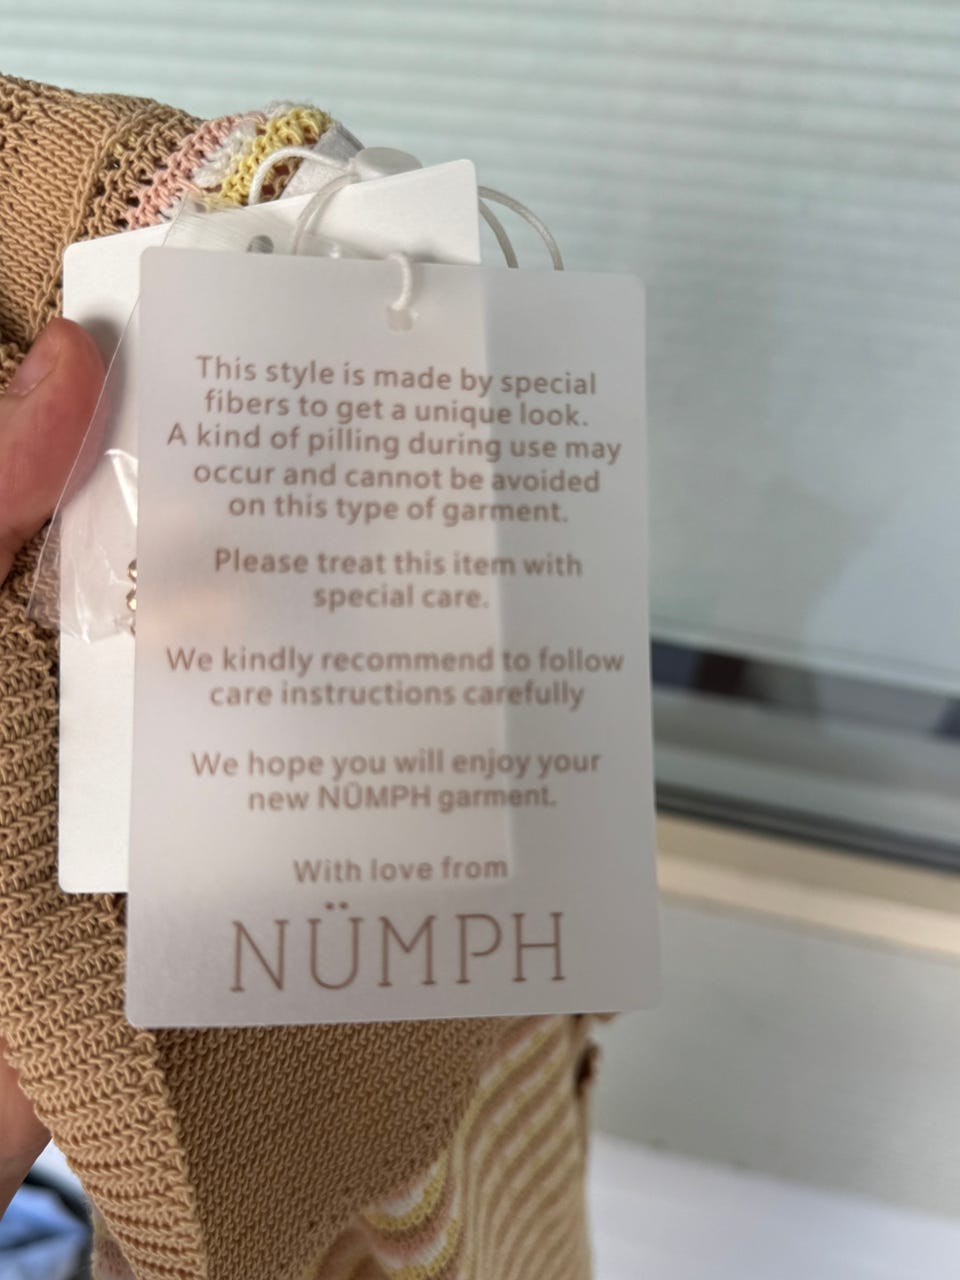 This style is made by special
fibers to get a unique look.
A kind of pilling during use may
occur and cannot be avoided
on this type of garment.
Please treat this item with
special care.
We kindly recommend to follow
care instructions carefully
We hope you will enjoy your
new NÜMPH garment.
With love from
NÜMPH